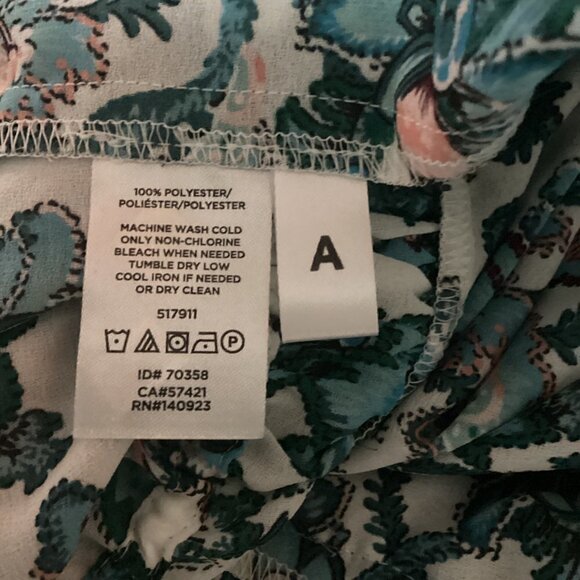 100% POLYESTER/
POLIÉSTER/POLYESTER
MACHINE WASH COLD
ONLY NON-CHLORINE
BLEACH WHEN NEEDED
TUMBLE DRY LOW
COOL IRON IF NEEDED
OR DRY CLEAN
517911
P
ID# 70358
CA#57421
RN#140923
A